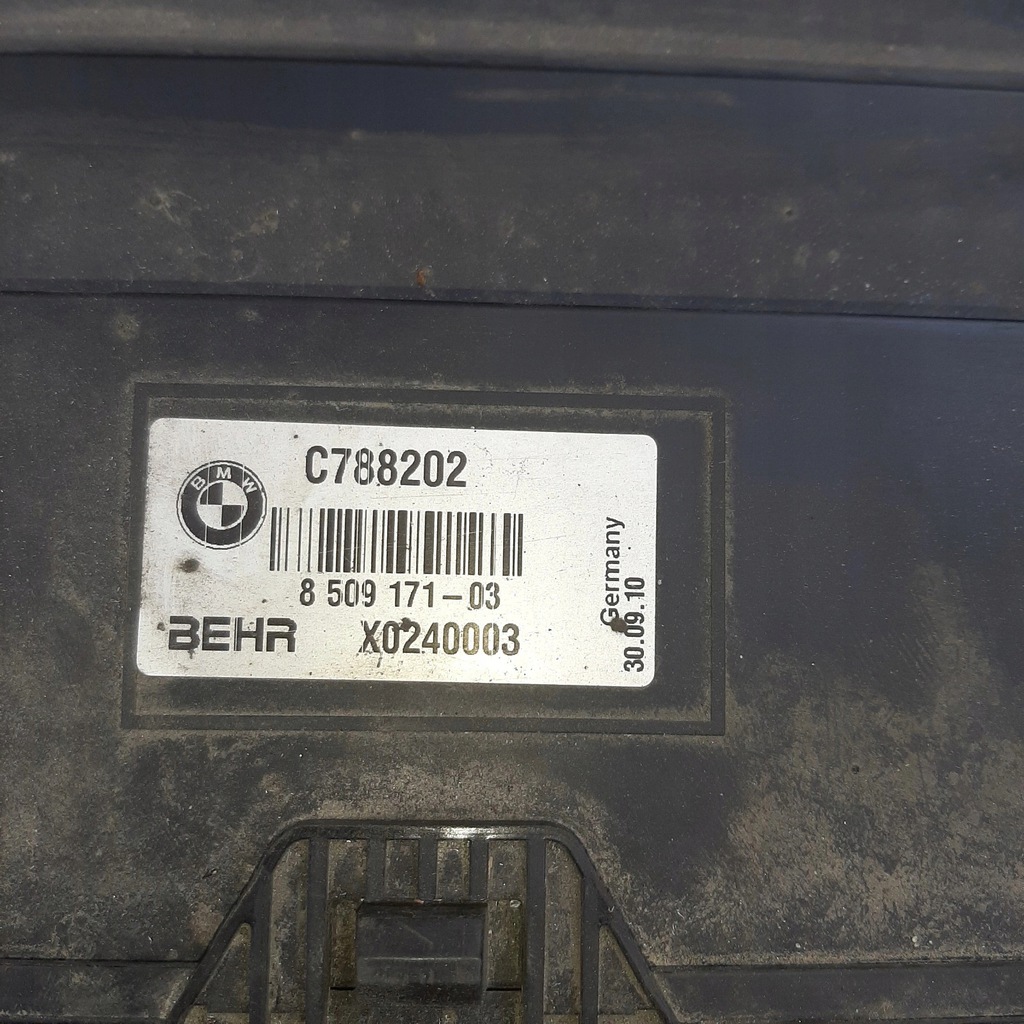 C788202
BMW
8 509 171-03
BEHR X0240003
Germany
30.09.10